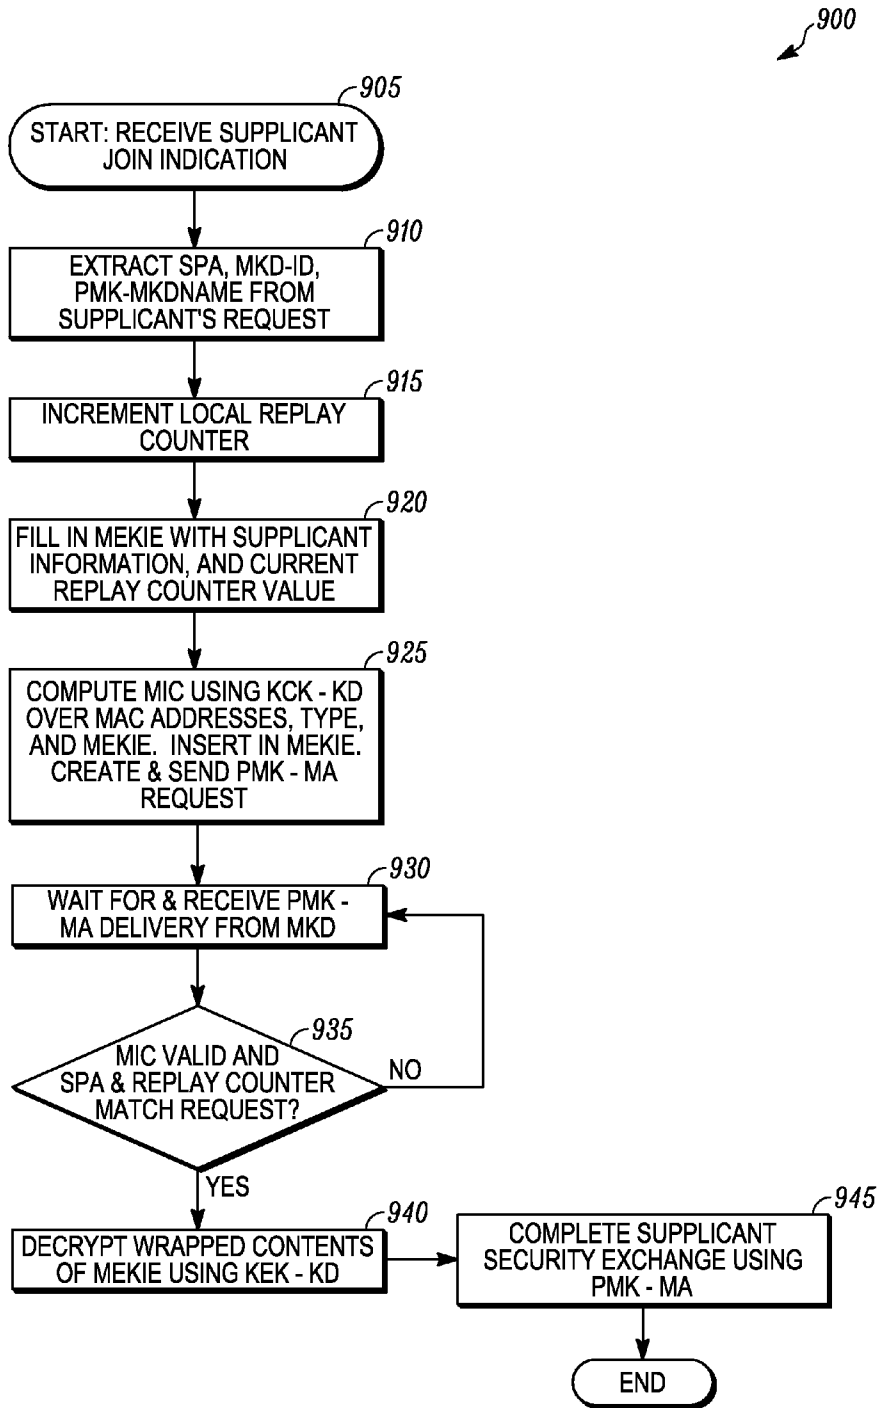 900
905
START: RECEIVE SUPPLICANT
JOIN INDICATION
910
EXTRACT SPA, MKD-ID,
PMK-MKDNAME FROM
SUPPLICANT'S REQUEST
915
INCREMENT LOCAL REPLAY
COUNTER
920
FILL IN MEKIE WITH SUPPLICANT
INFORMATION, AND CURRENT
REPLAY COUNTER VALUE
925
COMPUTE MIC USING KCK - KD
OVER MAC ADDRESSES, TYPE,
AND MEKIE. INSERT IN MEKIE.
CREATE & SEND PMK - MA
REQUEST
930
WAIT FOR & RECEIVE PMK -
MA DELIVERY FROM MKD
935
MIC VALID AND
SPA & REPLAY COUNTER
MATCH REQUEST?
NO
YES
940
DECRYPT WRAPPED CONTENTS
OF MEKIE USING KEK - KD
945
COMPLETE SUPPLICANT
SECURITY EXCHANGE USING
PMK - MA
END